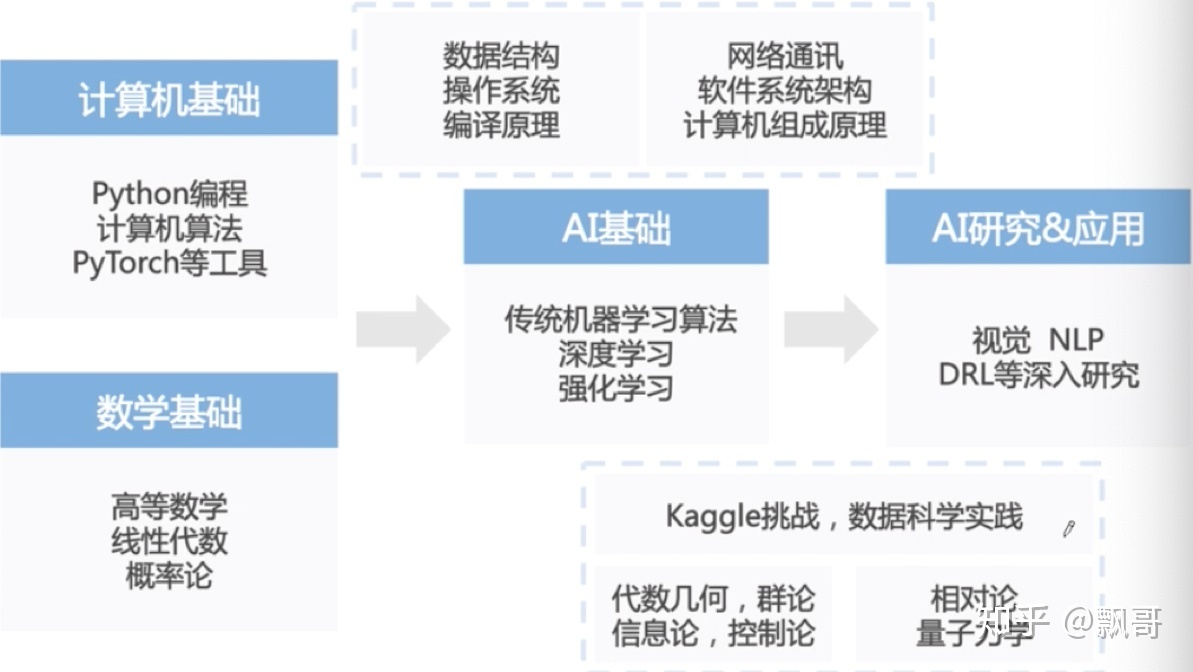 数据结构
操作系统
编译原理
网络通讯
软件系统架构
计算机组成原理
计算机基础
Python编程
计算机算法
PyTorch等工具
AI基础
传统机器学习算法
深度学习
强化学习
AI研究&应用
视觉 NLP
DRL等深入研究
数学基础
高等数学
线性代数
概率论
Kaggle挑战，数据科学实践
代数几何，群论
信息论，控制论
相对论
量子力学
知乎 @飘哥